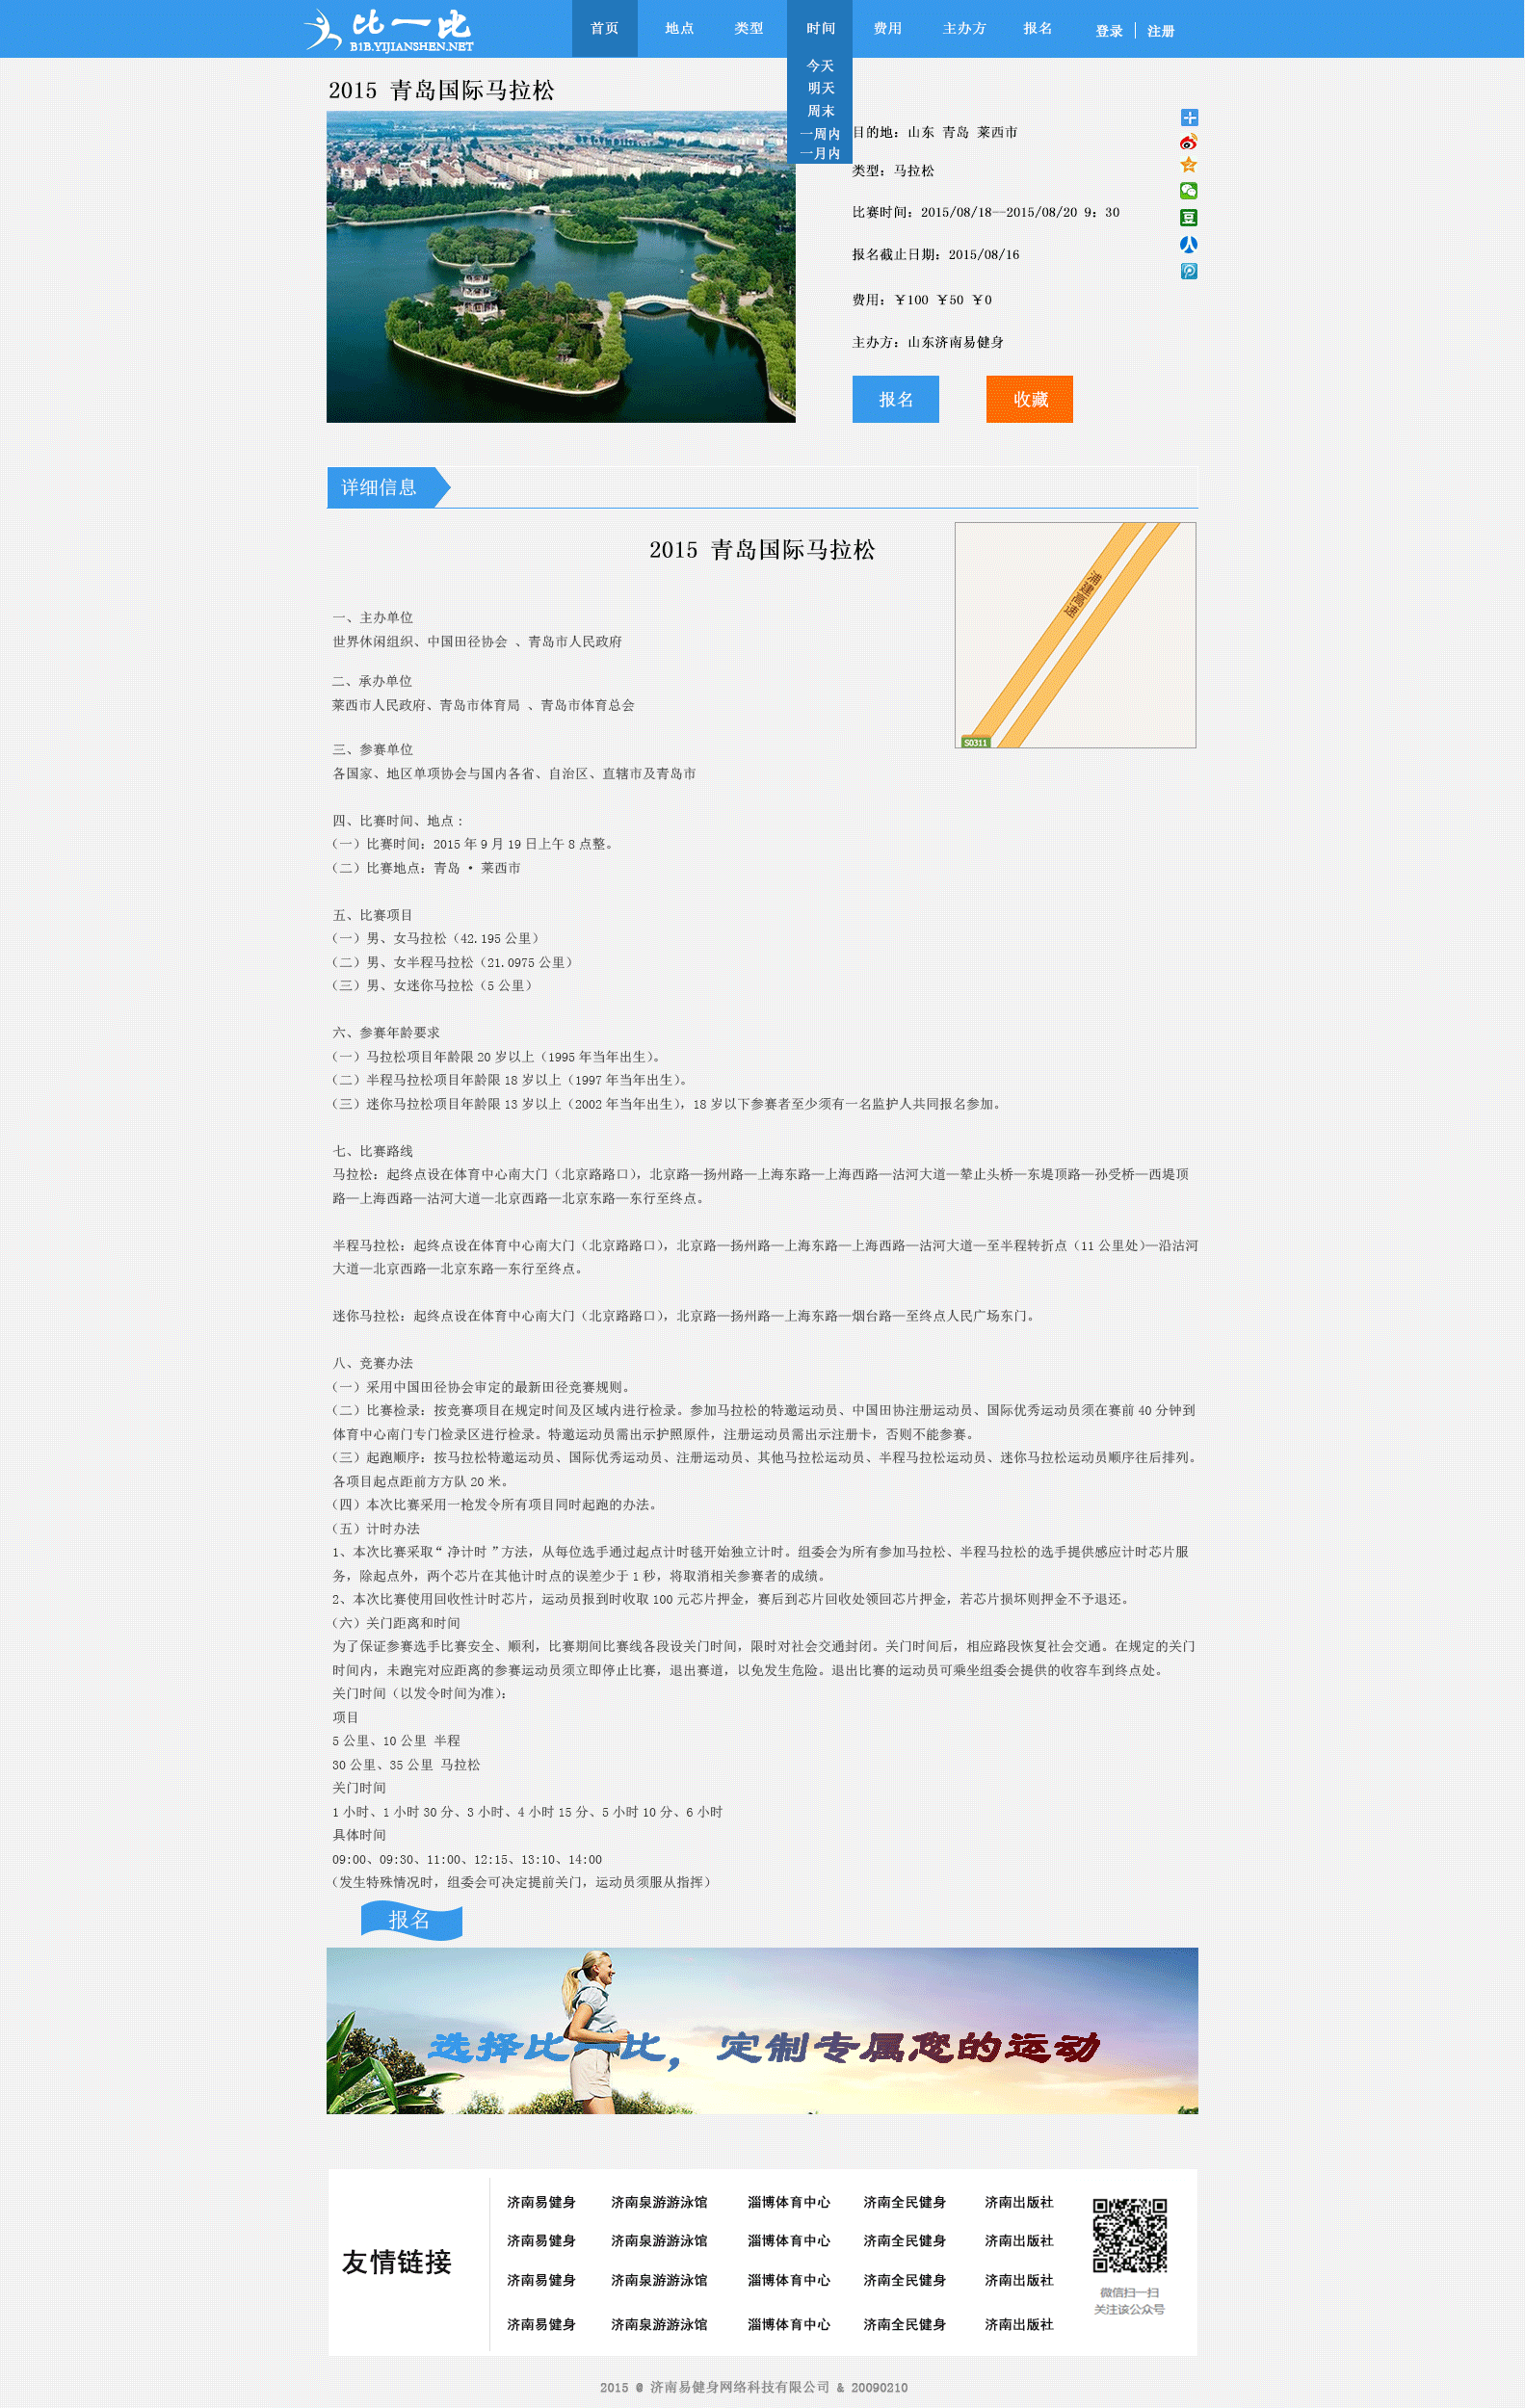 比一比
B1B.YIJIANSHEN.NET
首页 地点 类型 时间 费用 主办方 报名 登录 注册
今天
明天
周末
一周内
一月内
2015 青岛国际马拉松
目的地：山东 青岛 莱西市
类型：马拉松
比赛时间：2015/08/18--2015/08/20 9：30
报名截止日期：2015/08/16
费用：￥100 ￥50 ￥0
主办方：山东济南易健身
报名 收藏
豆
详细信息
2015 青岛国际马拉松
浦建高速
S0311
一、主办单位
世界休闲组织、中国田径协会 、青岛市人民政府
二、承办单位
莱西市人民政府、青岛市体育局 、青岛市体育总会
三、参赛单位
各国家、地区单项协会与国内各省、自治区、直辖市及青岛市
四、比赛时间、地点：
（一）比赛时间：2015 年 9 月 19 日上午 8 点整。
（二）比赛地点：青岛 • 莱西市
五、比赛项目
（一）男、女马拉松（42.195 公里）
（二）男、女半程马拉松（21.0975 公里）
（三）男、女迷你马拉松（5 公里）
六、参赛年龄要求
（一）马拉松项目年龄限 20 岁以上（1995 年当年出生）。
（二）半程马拉松项目年龄限 18 岁以上（1997 年当年出生）。
（三）迷你马拉松项目年龄限 13 岁以上（2002 年当年出生），18 岁以下参赛者至少须有一名监护人共同报名参加。
七、比赛路线
马拉松：起终点设在体育中心南大门（北京路路口），北京路—扬州路—上海东路—上海西路—沽河大道—辇止头桥—东堤顶路—孙受桥—西堤顶
路—上海西路—沽河大道—北京西路—北京东路—东行至终点。
半程马拉松：起终点设在体育中心南大门（北京路路口），北京路—扬州路—上海东路—上海西路—沽河大道—至半程转折点（11 公里处）—沿沽河
大道—北京西路—北京东路—东行至终点。
迷你马拉松：起终点设在体育中心南大门（北京路路口），北京路—扬州路—上海东路—烟台路—至终点人民广场东门。
八、竞赛办法
（一）采用中国田径协会审定的最新田径竞赛规则。
（二）比赛检录：按竞赛项目在规定时间及区域内进行检录。参加马拉松的特邀运动员、中国田协注册运动员、国际优秀运动员须在赛前 40 分钟到
体育中心南门专门检录区进行检录。特邀运动员需出示护照原件，注册运动员需出示注册卡，否则不能参赛。
（三）起跑顺序：按马拉松特邀运动员、国际优秀运动员、注册运动员、其他马拉松运动员、半程马拉松运动员、迷你马拉松运动员顺序往后排列。
各项目起点距前方方队 20 米。
（四）本次比赛采用一枪发令所有项目同时起跑的办法。
（五）计时办法
1、本次比赛采取“ 净计时 ”方法，从每位选手通过起点计时毯开始独立计时。组委会为所有参加马拉松、半程马拉松的选手提供感应计时芯片服
务，除起点外，两个芯片在其他计时点的误差少于 1 秒，将取消相关参赛者的成绩。
2、本次比赛使用回收性计时芯片，运动员报到时收取 100 元芯片押金，赛后到芯片回收处领回芯片押金，若芯片损坏则押金不予退还。
（六）关门距离和时间
为了保证参赛选手比赛安全、顺利，比赛期间比赛线各段设关门时间，限时对社会交通封闭。关门时间后，相应路段恢复社会交通。在规定的关门
时间内，未跑完对应距离的参赛运动员须立即停止比赛，退出赛道，以免发生危险。退出比赛的运动员可乘坐组委会提供的收容车到终点处。
关门时间（以发令时间为准）：
项目
5 公里、10 公里 半程
30 公里、35 公里 马拉松
关门时间
1 小时、1 小时 30 分、3 小时、4 小时 15 分、5 小时 10 分、6 小时
具体时间
09:00、09:30、11:00、12:15、13:10、14:00
（发生特殊情况时，组委会可决定提前关门，运动员须服从指挥）
报名
选择比一比，定制专属您的运动
友情链接
济南易健身 济南泉游游泳馆 淄博体育中心 济南全民健身 济南出版社
济南易健身 济南泉游游泳馆 淄博体育中心 济南全民健身 济南出版社
济南易健身 济南泉游游泳馆 淄博体育中心 济南全民健身 济南出版社
济南易健身 济南泉游游泳馆 淄博体育中心 济南全民健身 济南出版社
微信扫一扫
关注该公众号
2015 @ 济南易健身网络科技有限公司 & 20090210